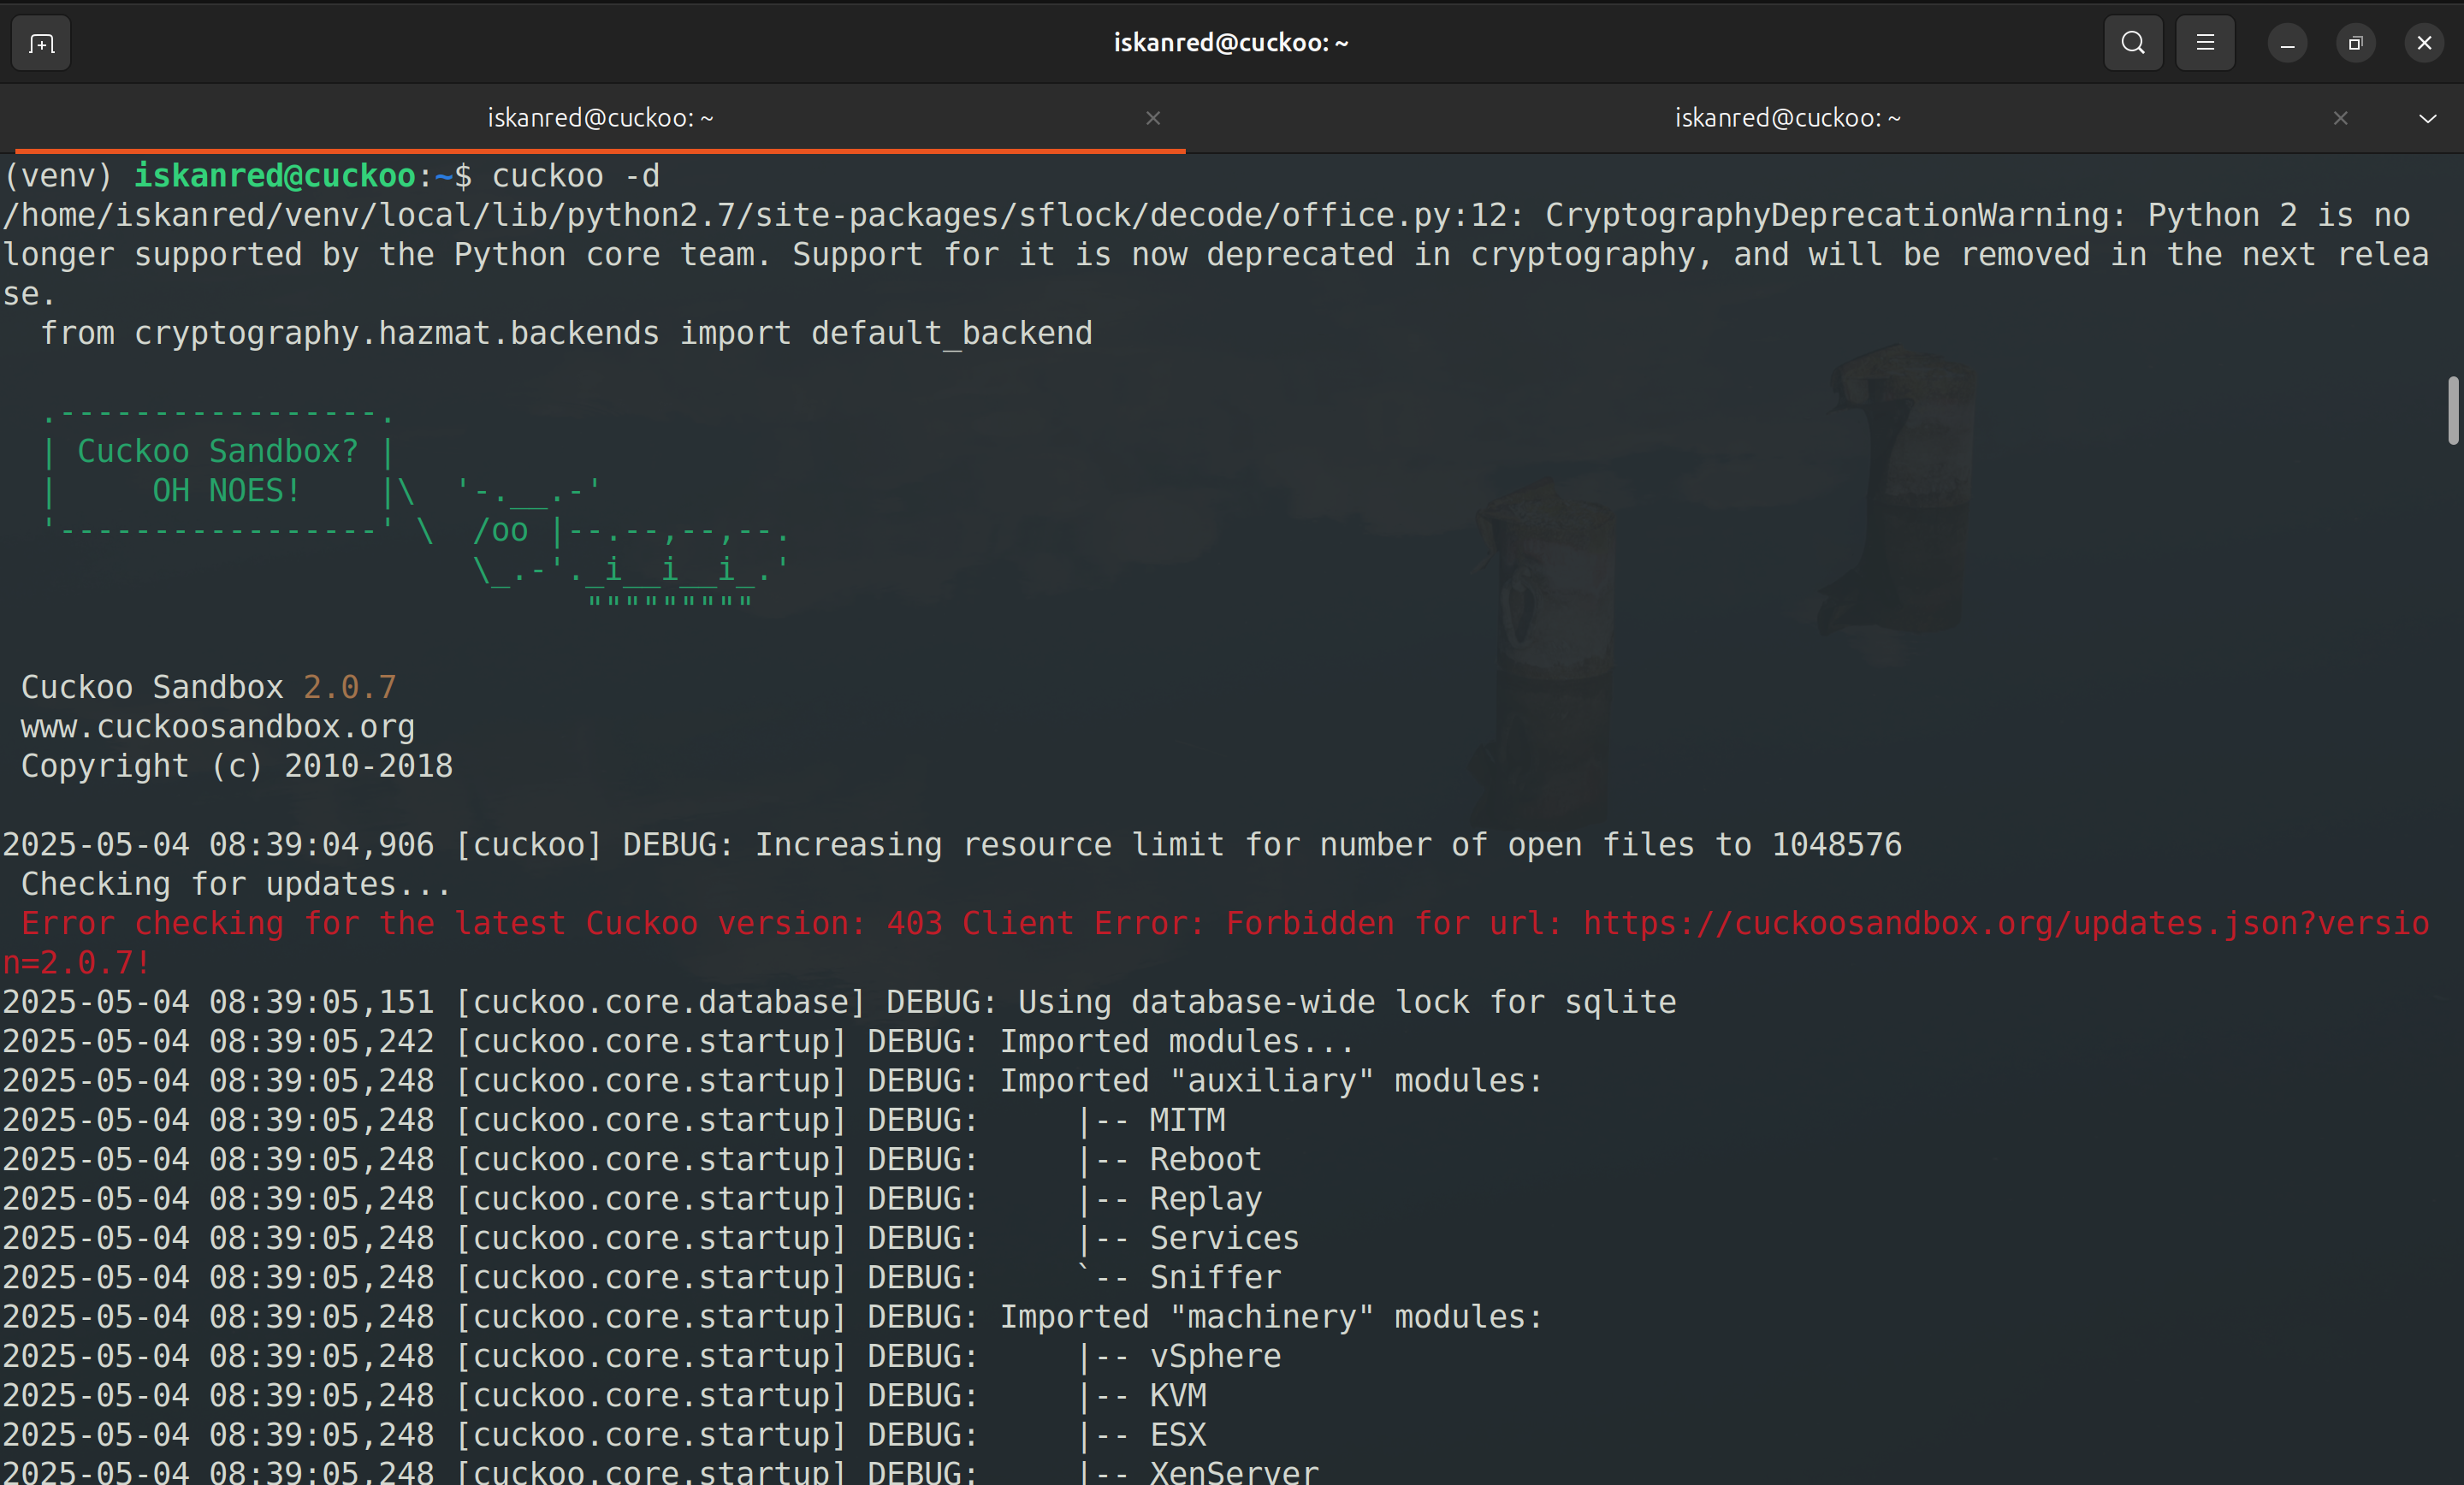 iskanred@cuckoo: ~
iskanred@cuckoo: ~
iskanred@cuckoo: ~
(venv) iskanred@cuckoo:~$ cuckoo -d
/home/iskanred/venv/local/lib/python2.7/site-packages/sflock/decode/office.py:12: CryptographyDeprecationWarning: Python 2 is no
longer supported by the Python core team. Support for it is now deprecated in cryptography, and will be removed in the next relea
se.
  from cryptography.hazmat.backends import default_backend

  .-----------------.
  | Cuckoo Sandbox? |
  |     OH NOES!    |\  '-.__.-'
  '-----------------' \  /oo |--.--,--,--.
                         \_.-'._i__i__i_.'
                               """""""""

 Cuckoo Sandbox 2.0.7
 www.cuckoosandbox.org
 Copyright (c) 2010-2018

2025-05-04 08:39:04,906 [cuckoo] DEBUG: Increasing resource limit for number of open files to 1048576
 Checking for updates...
 Error checking for the latest Cuckoo version: 403 Client Error: Forbidden for url: https://cuckoosandbox.org/updates.json?versio
n=2.0.7!
2025-05-04 08:39:05,151 [cuckoo.core.database] DEBUG: Using database-wide lock for sqlite
2025-05-04 08:39:05,242 [cuckoo.core.startup] DEBUG: Imported modules...
2025-05-04 08:39:05,248 [cuckoo.core.startup] DEBUG: Imported "auxiliary" modules:
2025-05-04 08:39:05,248 [cuckoo.core.startup] DEBUG:     |-- MITM
2025-05-04 08:39:05,248 [cuckoo.core.startup] DEBUG:     |-- Reboot
2025-05-04 08:39:05,248 [cuckoo.core.startup] DEBUG:     |-- Replay
2025-05-04 08:39:05,248 [cuckoo.core.startup] DEBUG:     |-- Services
2025-05-04 08:39:05,248 [cuckoo.core.startup] DEBUG:     `-- Sniffer
2025-05-04 08:39:05,248 [cuckoo.core.startup] DEBUG: Imported "machinery" modules:
2025-05-04 08:39:05,248 [cuckoo.core.startup] DEBUG:     |-- vSphere
2025-05-04 08:39:05,248 [cuckoo.core.startup] DEBUG:     |-- KVM
2025-05-04 08:39:05,248 [cuckoo.core.startup] DEBUG:     |-- ESX
2025-05-04 08:39:05,248 [cuckoo.core.startup] DEBUG:     |-- XenServer